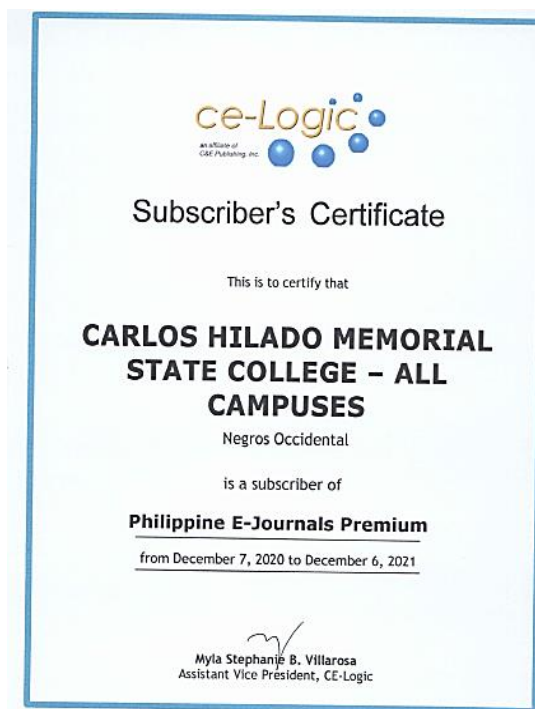 ce-Logic
an affiliate of
C&E Publishing, Inc.
Subscriber's Certificate
This is to certify that
CARLOS HILADO MEMORIAL
STATE COLLEGE – ALL
CAMPUSES
Negros Occidental
is a subscriber of
Philippine E-Journals Premium
from December 7, 2020 to December 6, 2021
Myla Stephanie B. Villarosa
Assistant Vice President, CE-Logic